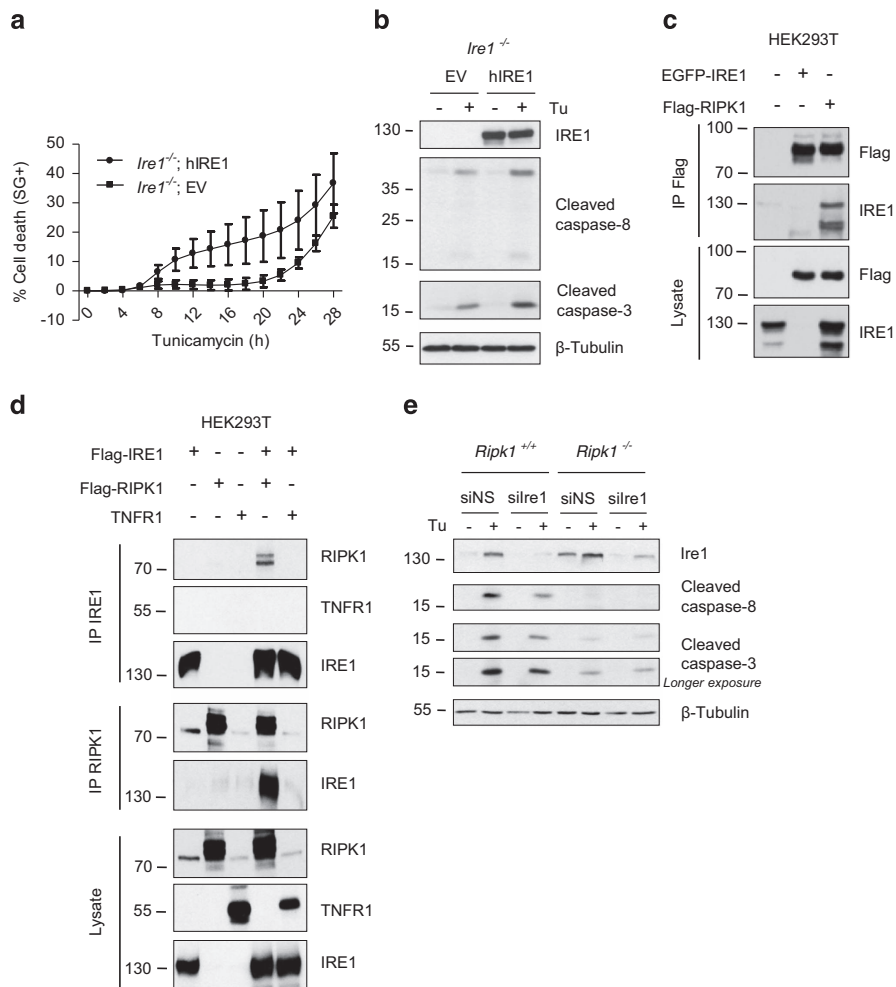 a
% Cell death (SG+)
50
40
30
20
10
0
-10
Ire1-/-; hIRE1
Ire1-/-; EV
0 4 8 12 16 20 24 28
Tunicamycin (h)
b
Ire1 -/-
EV hIRE1
- + - + Tu
130 IRE1
35
25
15
Cleaved
caspase-8
15
Cleaved
caspase-3
55 β-Tubulin
c
HEK293T
EGFP-IRE1 - + -
Flag-RIPK1 - - +
IP Flag
100
70
Flag
130
IRE1
Lysate
100
70
Flag
130
IRE1
d
HEK293T
Flag-IRE1 + - - + +
Flag-RIPK1 - + - + -
TNFR1 - - + - +
IP IRE1
70 RIPK1
55 TNFR1
130 IRE1
IP RIPK1
70 RIPK1
130 IRE1
Lysate
70 RIPK1
55 TNFR1
130 IRE1
e
Ripk1 +/+ Ripk1 -/-
siNS siIre1 siNS siIre1
Tu - + - + - + - +
130 Ire1
15
Cleaved
caspase-8
15
15
Cleaved
caspase-3
Longer exposure
55 β-Tubulin